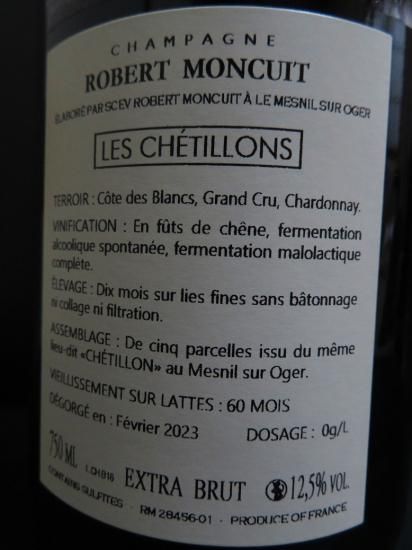 CHAMPAGNE
ROBERT MONCUIT
ÉLABORÉ PAR SCEV ROBERT MONCUIT À LE MESNIL SUR OGER
LES CHÉTILLONS
TERROIR : Côte des Blancs, Grand Cru, Chardonnay.
VINIFICATION : En fûts de chêne, fermentation
alcoolique spontanée, fermentation malolactique
complète.
ÉLEVAGE : Dix mois sur lies fines sans bâtonnage
ni collage ni filtration.
ASSEMBLAGE : De cinq parcelles issu du même
lieu-dit «CHÉTILLON» au Mesnil sur Oger.
VIEILLISSEMENT SUR LATTES : 60 MOIS
DÉGORGÉ en : Février 2023 DOSAGE : 0g/L
750 ML L.CH816 EXTRA BRUT 12,5% VOL.
CONTAINS SULFITES · RM 28456-01 · PRODUCE OF FRANCE